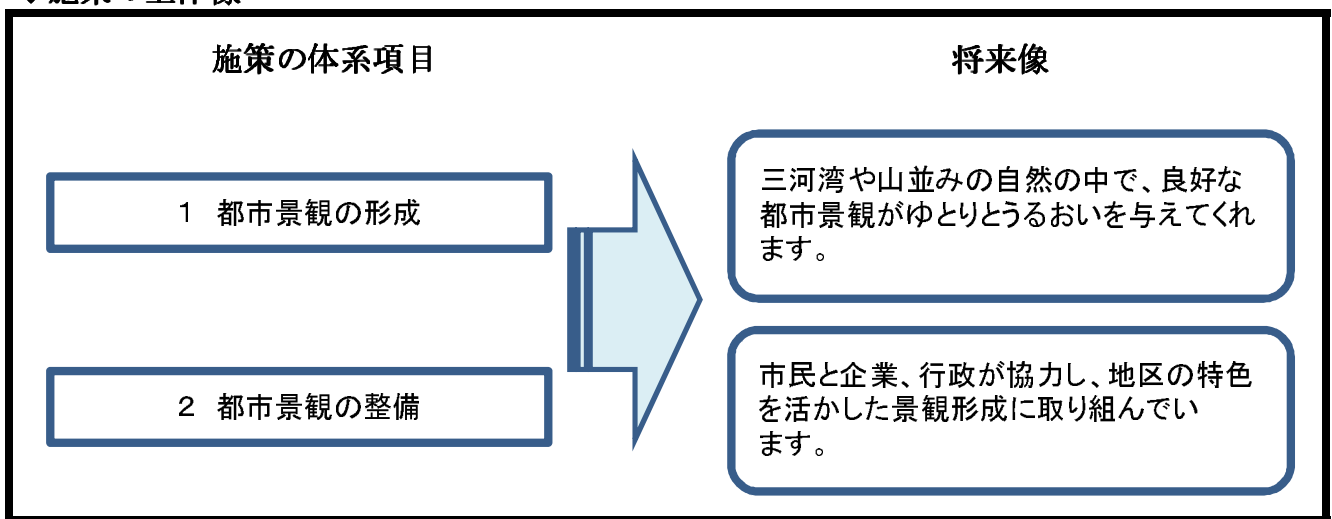 施策の体系項目
将来像
1 都市景観の形成
2 都市景観の整備
三河湾や山並みの自然の中で、良好な
都市景観がゆとりとうるおいを与えてくれ
ます。
市民と企業、行政が協力し、地区の特色
を活かした景観形成に取り組んでい
ます。